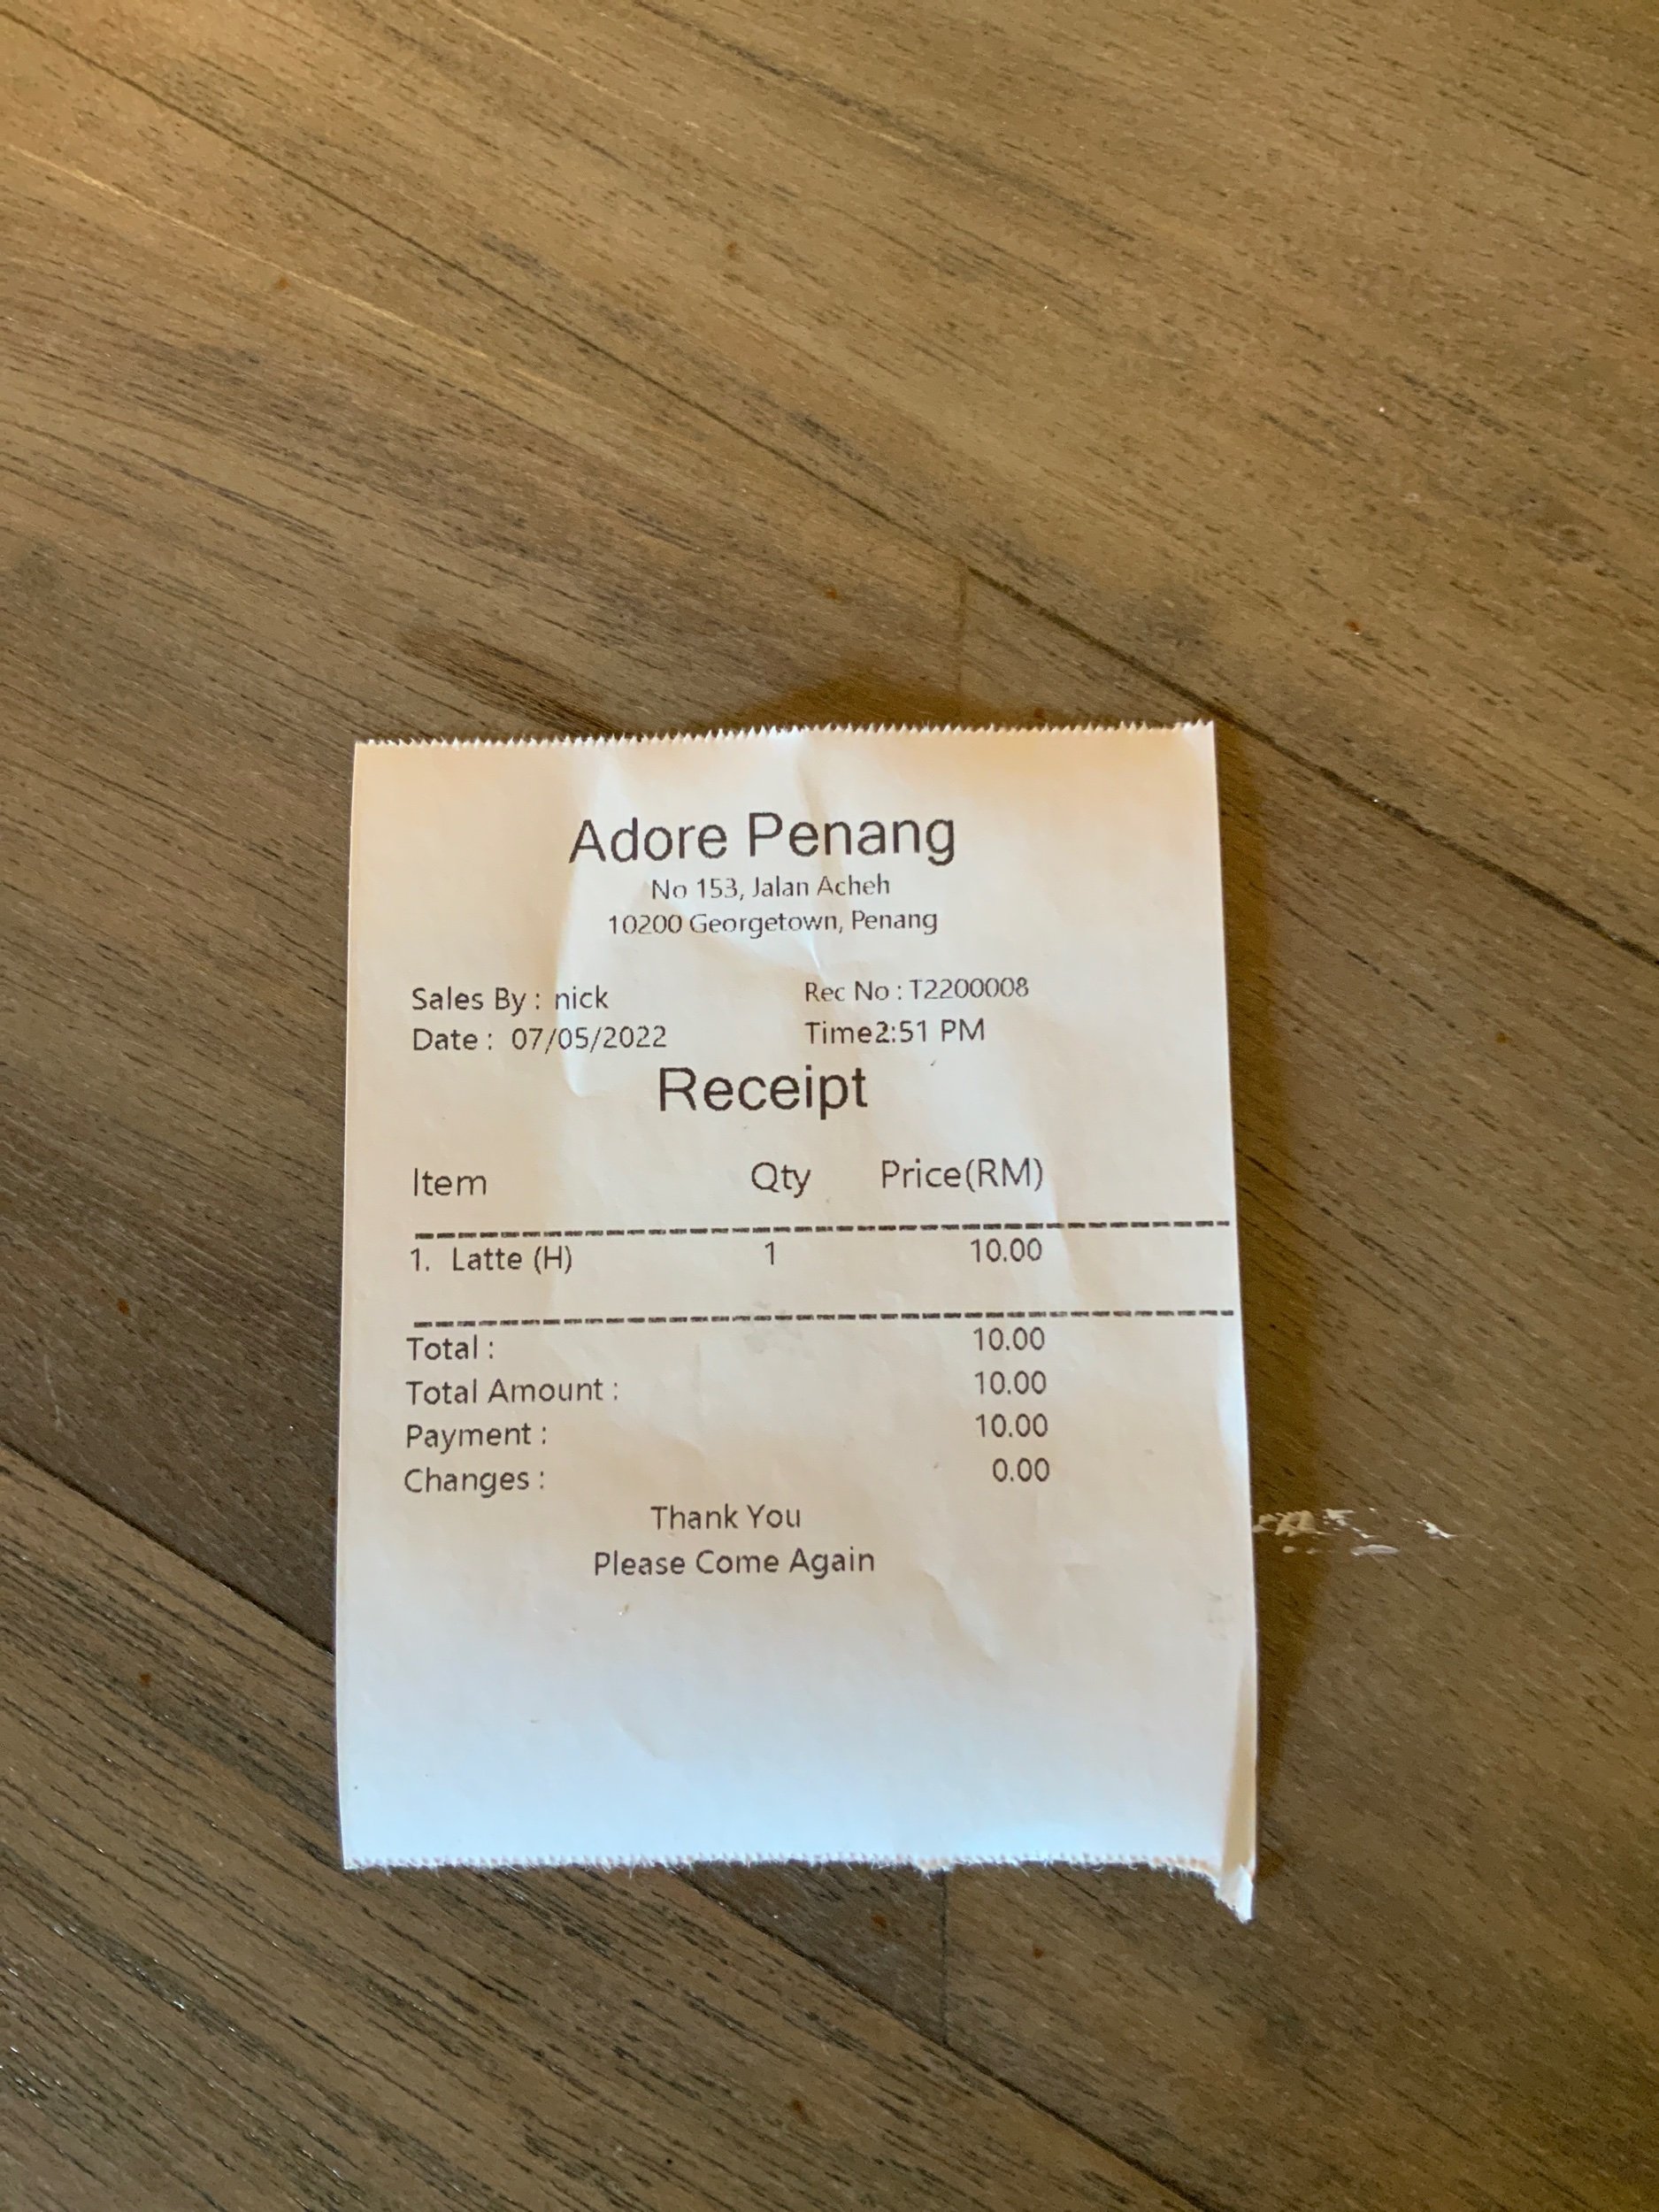 Adore Penang
No 153, Jalan Acheh
10200 Georgetown, Penang
Sales By : nick Rec No : T2200008
Date : 07/05/2022 Time2:51 PM
Receipt
Item Qty Price(RM)
1. Latte (H) 1 10.00
Total : 10.00
Total Amount : 10.00
Payment : 10.00
Changes : 0.00
Thank You
Please Come Again